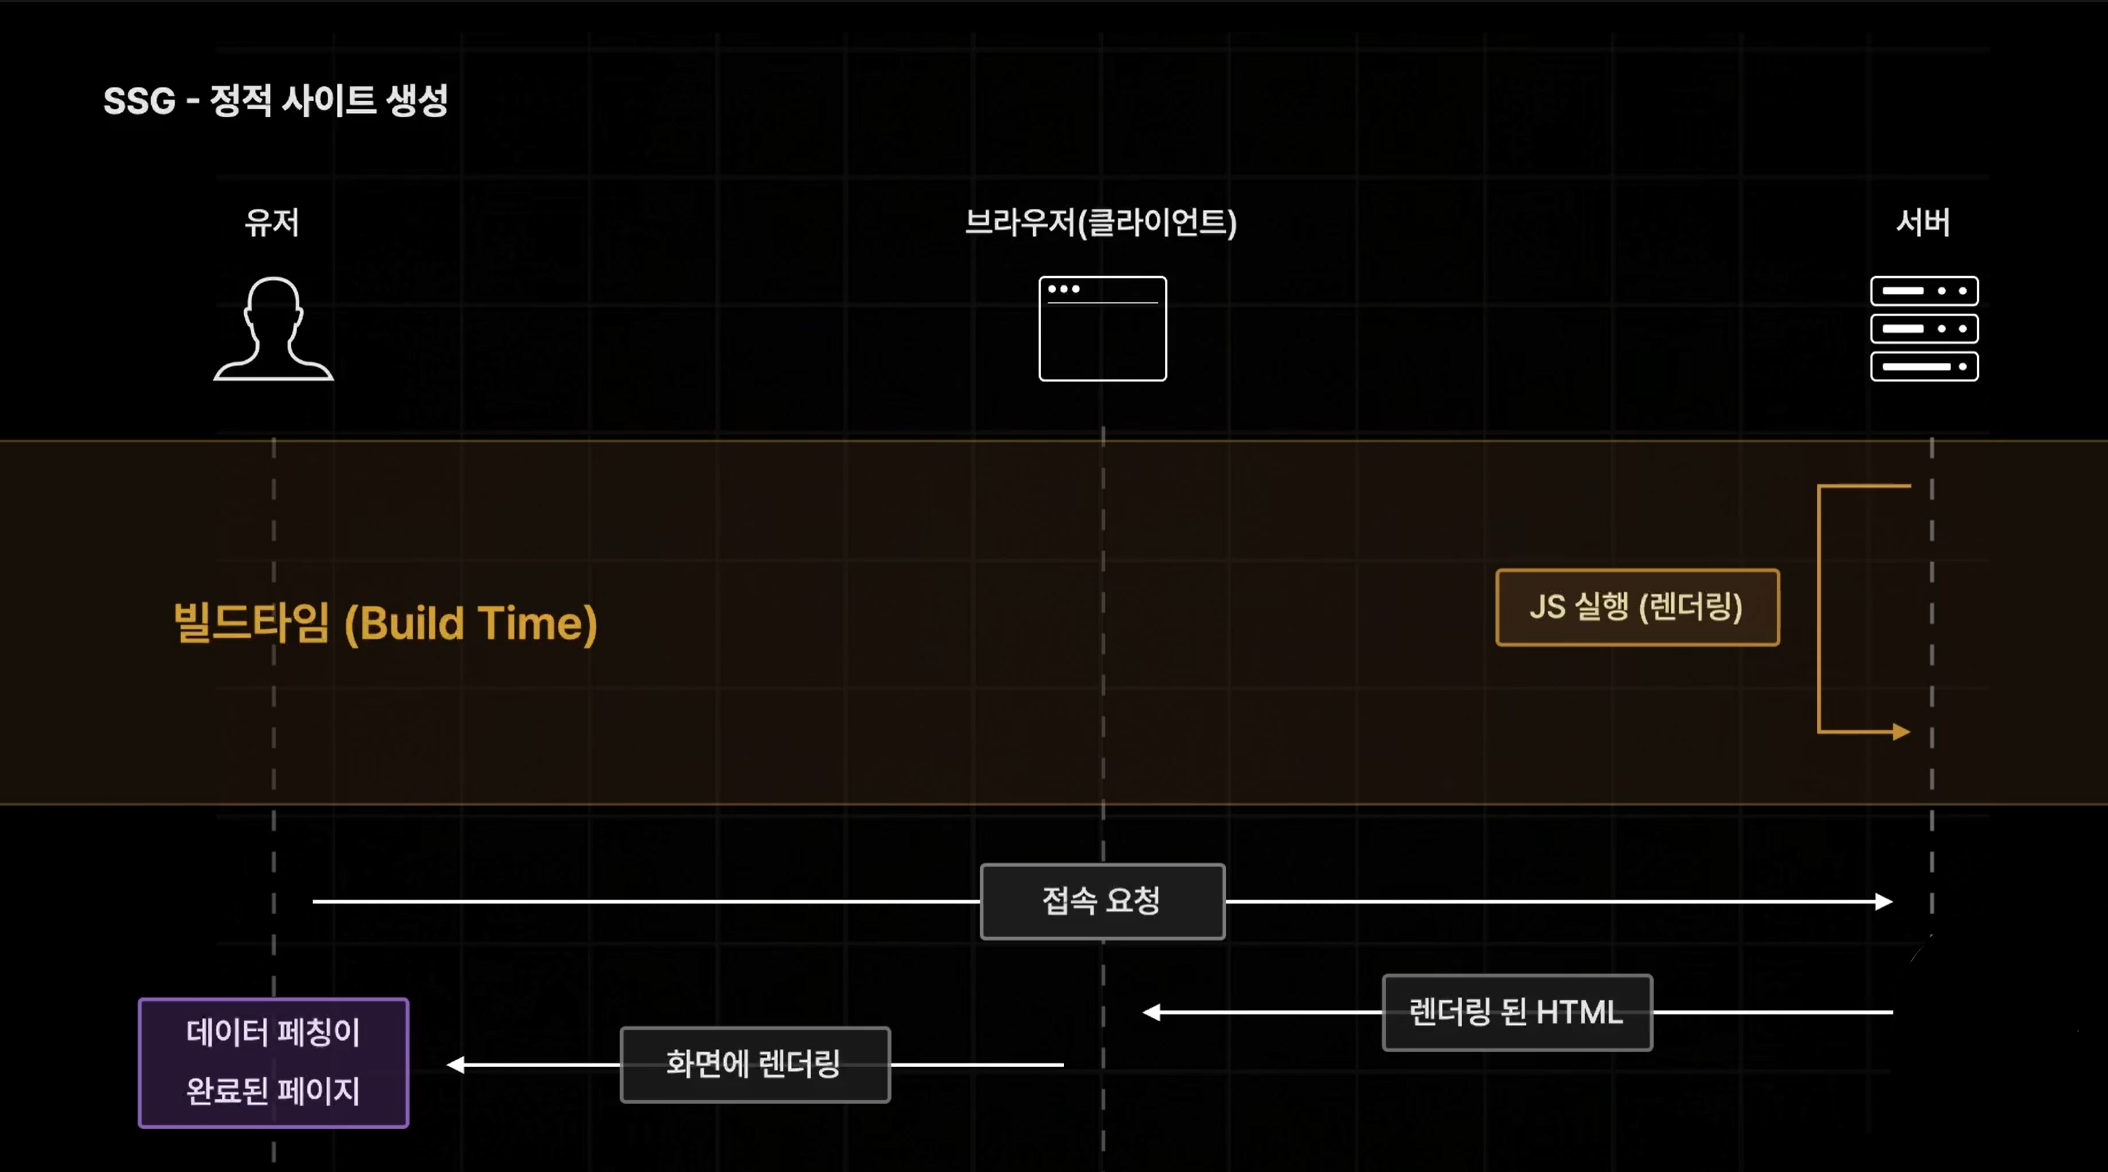 SSG - 정적 사이트 생성
유저
브라우저(클라이언트)
서버
빌드타임 (Build Time)
JS 실행 (렌더링)
접속 요청
렌더링 된 HTML
화면에 렌더링
데이터 페칭이
완료된 페이지